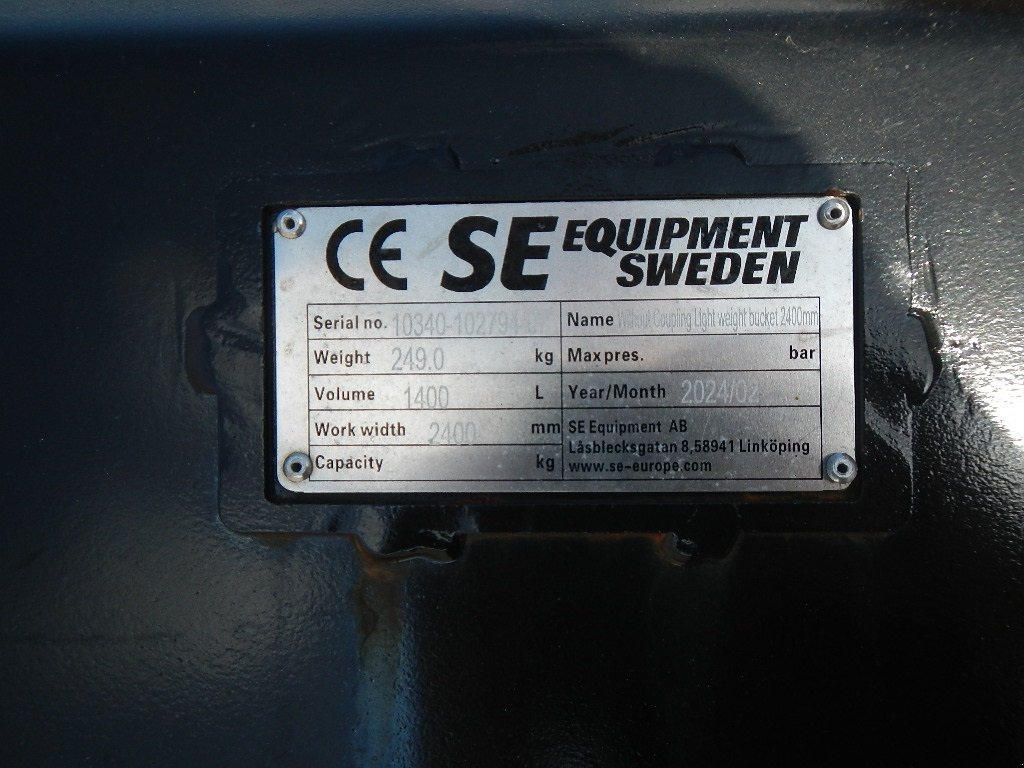 CE SE EQUIPMENT SWEDEN
Serial no. 10340-102791
Name Without Coupling Light weight bucket 2400mm
Weight 249.0 kg
Max pres. bar
Volume 1400 L
Year/Month 2024/02
Work width 2400 mm
SE Equipment AB
Låsblecksgatan 8,58941 Linköping
Capacity kg
www.se-europe.com